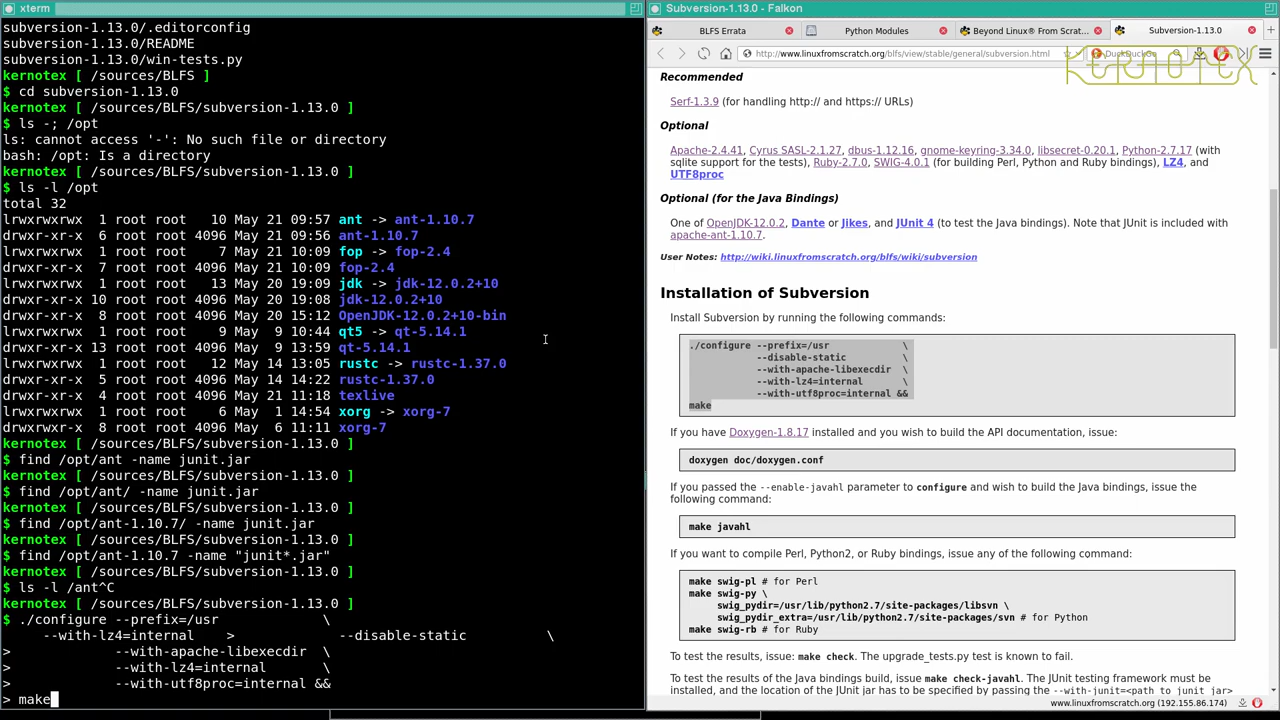 xterm
subversion-1.13.0/.editorconfig
subversion-1.13.0/README
subversion-1.13.0/win-tests.py
kernotex [ /sources/BLFS ]
$ cd subversion-1.13.0
kernotex [ /sources/BLFS/subversion-1.13.0 ]
$ ls -; /opt
ls: cannot access '-': No such file or directory
bash: /opt: Is a directory
kernotex [ /sources/BLFS/subversion-1.13.0 ]
$ ls -l /opt
total 32
lrwxrwxrwx  1 root root   10 May 21 09:57 ant -> ant-1.10.7
drwxr-xr-x  6 root root 4096 May 21 09:56 ant-1.10.7
lrwxrwxrwx  1 root root    7 May 21 10:09 fop -> fop-2.4
drwxr-xr-x  7 root root 4096 May 21 10:09 fop-2.4
lrwxrwxrwx  1 root root   13 May 20 19:09 jdk -> jdk-12.0.2+10
drwxr-xr-x 10 root root 4096 May 20 19:08 jdk-12.0.2+10
drwxr-xr-x  8 root root 4096 May 20 15:12 OpenJDK-12.0.2+10-bin
lrwxrwxrwx  1 root root    9 May  9 10:44 qt5 -> qt-5.14.1
drwxr-xr-x 13 root root 4096 May  9 13:59 qt-5.14.1
lrwxrwxrwx  1 root root   12 May 14 13:05 rustc -> rustc-1.37.0
drwxr-xr-x  5 root root 4096 May 14 14:22 rustc-1.37.0
drwxr-xr-x  4 root root 4096 May 21 11:18 texlive
lrwxrwxrwx  1 root root    6 May  1 14:54 xorg -> xorg-7
drwxr-xr-x  8 root root 4096 May  6 11:11 xorg-7
kernotex [ /sources/BLFS/subversion-1.13.0 ]
$ find /opt/ant -name junit.jar
kernotex [ /sources/BLFS/subversion-1.13.0 ]
$ find /opt/ant/ -name junit.jar
kernotex [ /sources/BLFS/subversion-1.13.0 ]
$ find /opt/ant-1.10.7/ -name junit.jar
kernotex [ /sources/BLFS/subversion-1.13.0 ]
$ find /opt/ant-1.10.7 -name "junit*.jar"
kernotex [ /sources/BLFS/subversion-1.13.0 ]
$ ls -l /ant^C
kernotex [ /sources/BLFS/subversion-1.13.0 ]
$ ./configure --prefix=/usr             \
--with-lz4=internal    >             --disable-static          \
>             --with-apache-libexecdir  \
>             --with-lz4=internal       \
>             --with-utf8proc=internal &&
> make
Subversion-1.13.0 - Falkon
BLFS Errata
Python Modules
Beyond Linux® From Scrat...
Subversion-1.13.0
http://www.linuxfromscratch.org/blfs/view/stable/general/subversion.html
DuckDuckGo
KERNOTEX
Recommended
Serf-1.3.9 (for handling http:// and https:// URLs)
Optional
Apache-2.4.41, Cyrus SASL-2.1.27, dbus-1.12.16, gnome-keyring-3.34.0, libsecret-0.20.1, Python-2.7.17 (with
sqlite support for the tests), Ruby-2.7.0, SWIG-4.0.1 (for building Perl, Python and Ruby bindings), LZ4, and
UTF8proc
Optional (for the Java Bindings)
One of OpenJDK-12.0.2, Dante or Jikes, and JUnit 4 (to test the Java bindings). Note that JUnit is included with
apache-ant-1.10.7.
User Notes: http://wiki.linuxfromscratch.org/blfs/wiki/subversion
Installation of Subversion
Install Subversion by running the following commands:
./configure --prefix=/usr             \
--disable-static          \
--with-apache-libexecdir  \
--with-lz4=internal       \
--with-utf8proc=internal &&
make
If you have Doxygen-1.8.17 installed and you wish to build the API documentation, issue:
doxygen doc/doxygen.conf
If you passed the --enable-javahl parameter to configure and wish to build the Java bindings, issue the
following command:
make javahl
If you want to compile Perl, Python2, or Ruby bindings, issue any of the following command:
make swig-pl # for Perl
make swig-py \
swig_pydir=/usr/lib/python2.7/site-packages/libsvn \
swig_pydir_extra=/usr/lib/python2.7/site-packages/svn # for Python
make swig-rb # for Ruby
To test the results, issue: make check. The upgrade_tests.py test is known to fail.
To test the results of the Java bindings build, issue make check-javahl. The JUnit testing framework must be
installed, and the location of the JUnit jar has to be specified by passing the --with-junit=<path to junit jar>
www.linuxfromscratch.org (192.155.86.174)